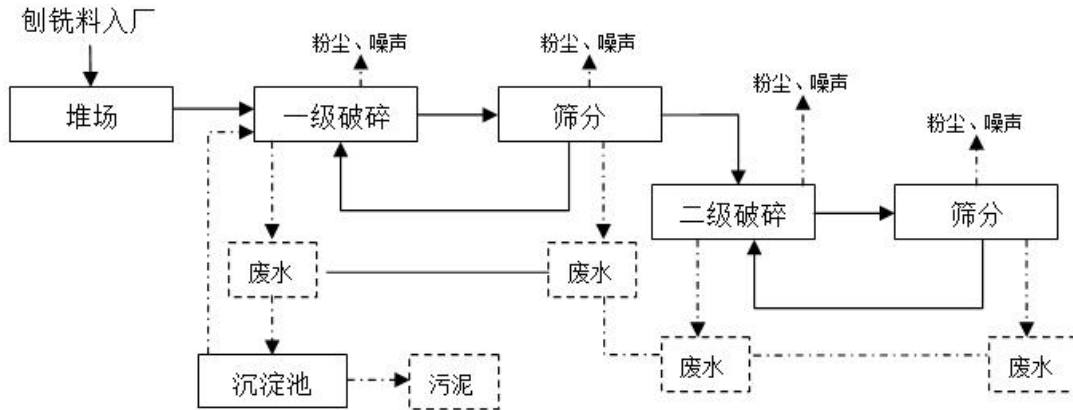 刨铣料入厂
粉尘、噪声
粉尘、噪声
粉尘、噪声
粉尘、噪声
堆场
一级破碎
筛分
二级破碎
筛分
废水
废水
废水
废水
沉淀池
污泥